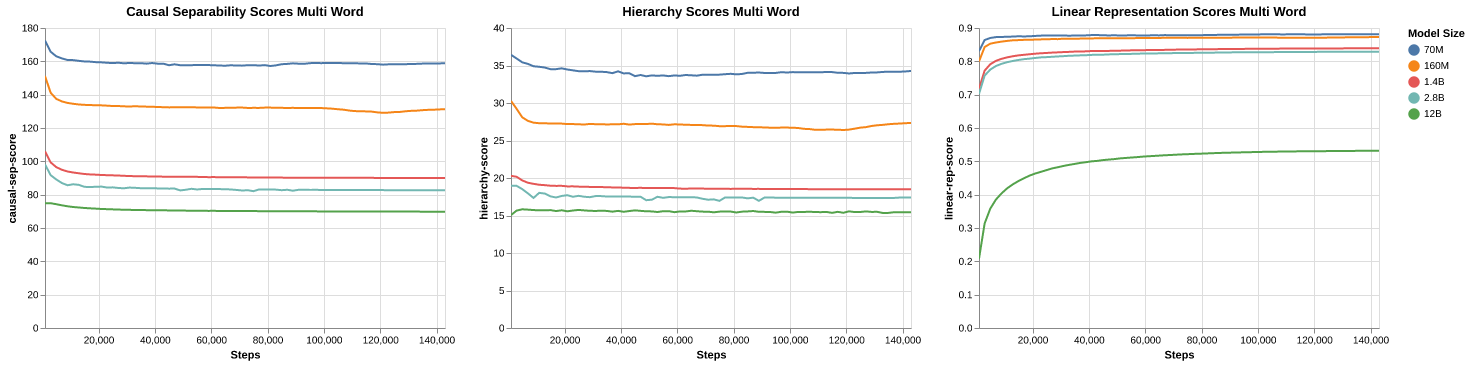 Causal Separability Scores Multi Word
causal-sep-score
180
160
140
120
100
80
60
40
20
0
20,000 40,000 60,000 80,000 100,000 120,000 140,000
Steps
Hierarchy Scores Multi Word
hierarchy-score
40
35
30
25
20
15
10
5
0
20,000 40,000 60,000 80,000 100,000 120,000 140,000
Steps
Linear Representation Scores Multi Word
linear-rep-score
0.9
0.8
0.7
0.6
0.5
0.4
0.3
0.2
0.1
0.0
20,000 40,000 60,000 80,000 100,000 120,000 140,000
Steps
Model Size
70M
160M
1.4B
2.8B
12B